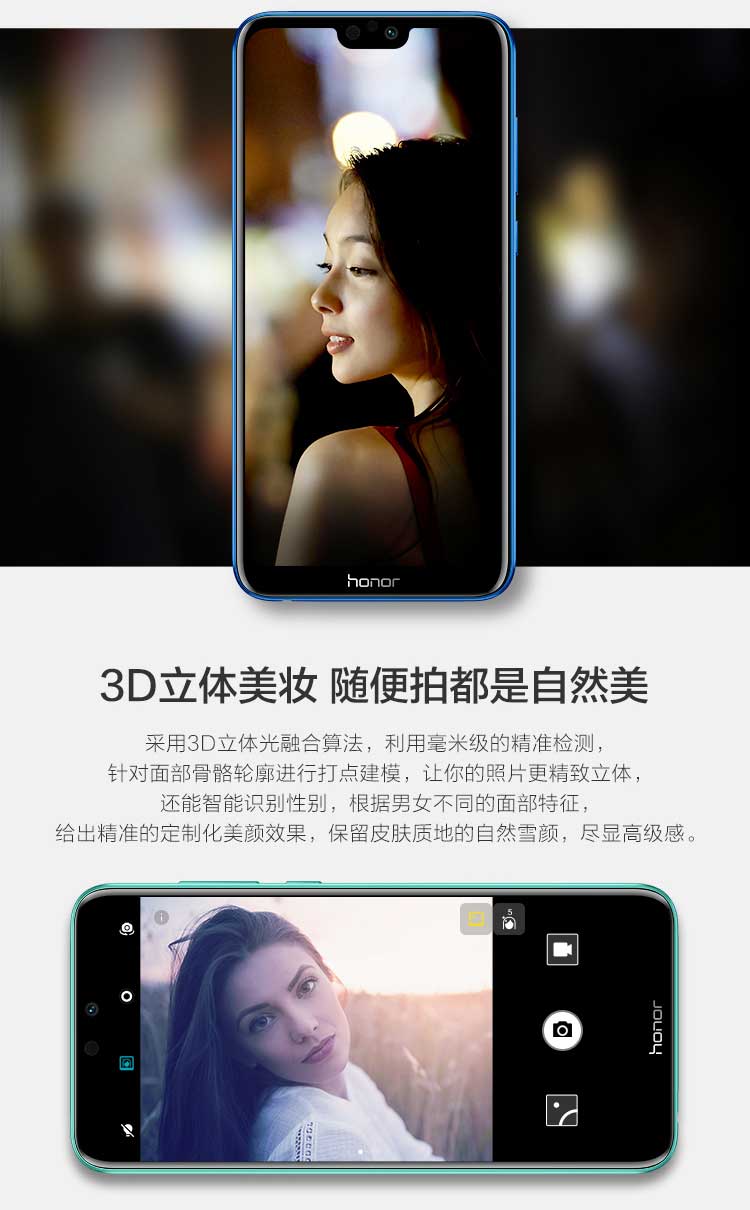 honor
3D立体美妆 随便拍都是自然美
采用3D立体光融合算法，利用毫米级的精准检测，
针对面部骨骼轮廓进行打点建模，让你的照片更精致立体，
还能智能识别性别，根据男女不同的面部特征，
给出精准的定制化美颜效果，保留皮肤质地的自然雪颜，尽显高级感。
5
honor